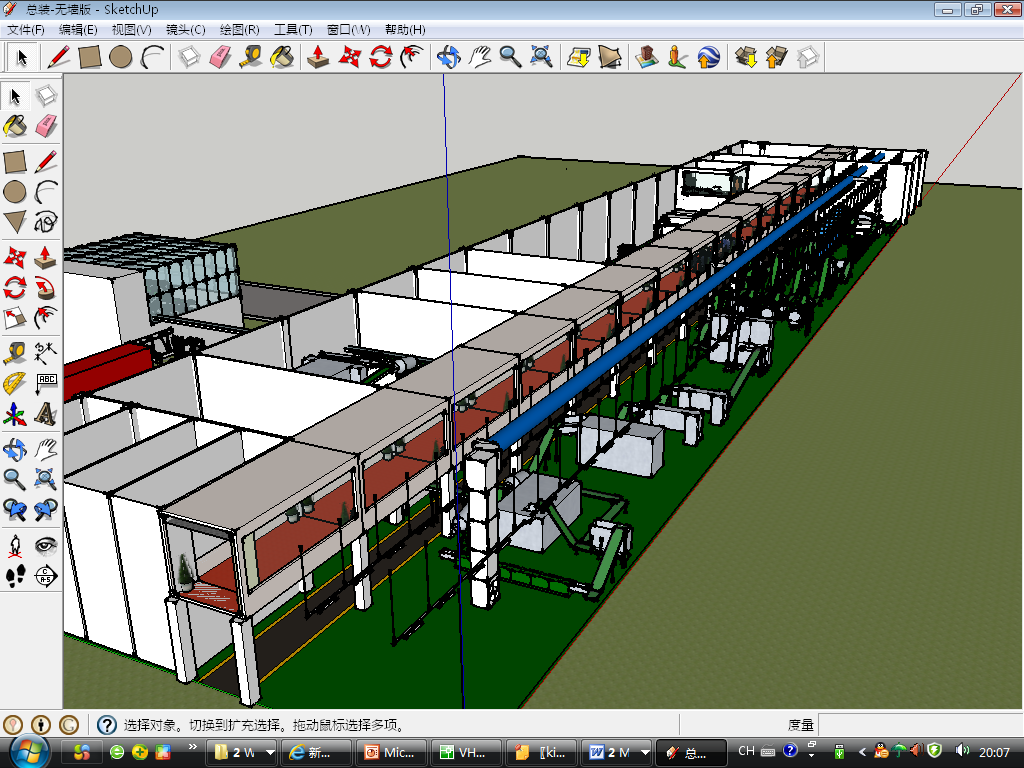 总装-无墙版 - SketchUp
文件(F) 编辑(E) 视图(V) 镜头(C) 绘图(R) 工具(T) 窗口(W) 帮助(H)
ABC
选择对象。切换到扩充选择。拖动鼠标选择多项。
度量
2 W
新...
Mic...
VH...
【ki...
2 M
总...
CH
20:07